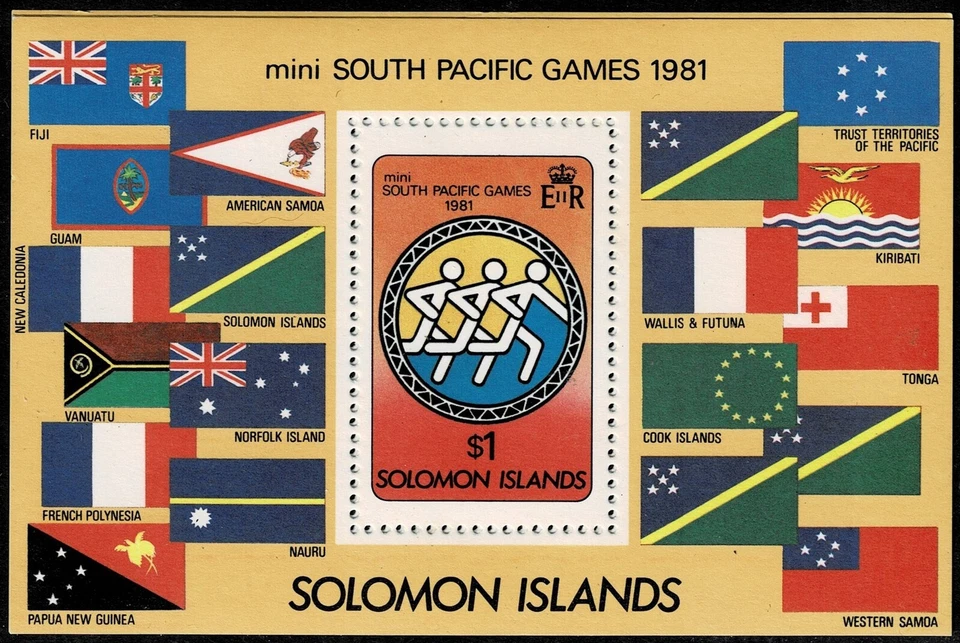 mini SOUTH PACIFIC GAMES 1981
FIJI
AMERICAN SAMOA
GUAM
NEW CALEDONIA
SOLOMON ISLANDS
VANUATU
NORFOLK ISLAND
FRENCH POLYNESIA
NAURU
PAPUA NEW GUINEA
mini
SOUTH PACIFIC GAMES
1981
EIIR
$1
SOLOMON ISLANDS
TRUST TERRITORIES
OF THE PACIFIC
KIRIBATI
WALLIS & FUTUNA
TONGA
COOK ISLANDS
WESTERN SAMOA
SOLOMON ISLANDS